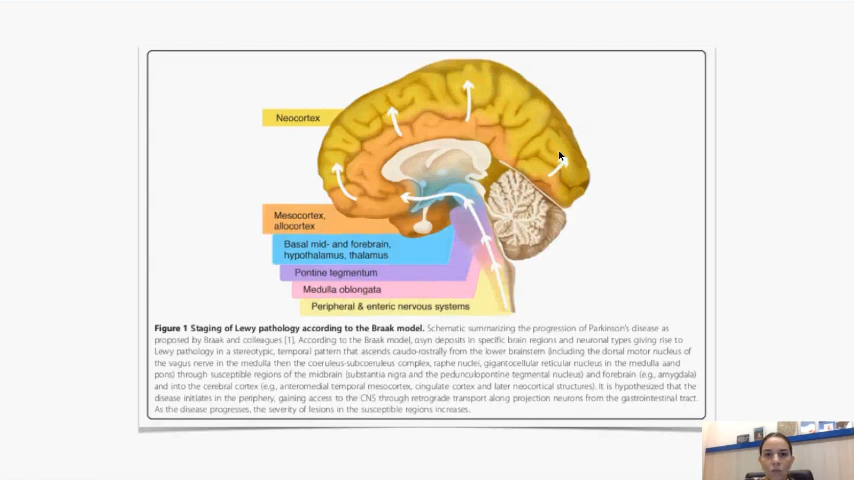 Neocortex
Mesocortex,
allocortex
Basal mid- and forebrain,
hypothalamus, thalamus
Pontine tegmentum
Medulla oblongata
Peripheral & enteric nervous systems
Figure 1 Staging of Lewy pathology according to the Braak model. Schematic summarizing the progression of Parkinson's disease as
proposed by Braak and colleagues [1]. According to the Braak model, asyn deposits in specific brain regions and neuronal types giving rise to
Lewy pathology in a stereotypic, temporal pattern that ascends caudo-rostrally from the lower brainstem (including the dorsal motor nucleus of
the vagus nerve in the medulla then the coeruleus-subcoeruleus complex, raphe nuclei, gigantocellular reticular nucleus in the medulla aand
pons) through susceptible regions of the midbrain (substantia nigra and the pedunculopontine tegmental nucleus) and forebrain (e.g., amygdala)
and into the cerebral cortex (e.g., anteromedial temporal mesocortex, cingulate cortex and later neocortical structures). It is hypothesized that the
disease initiates in the periphery, gaining access to the CNS through retrograde transport along projection neurons from the gastrointestinal tract.
As the disease progresses, the severity of lesions in the susceptible regions increases.